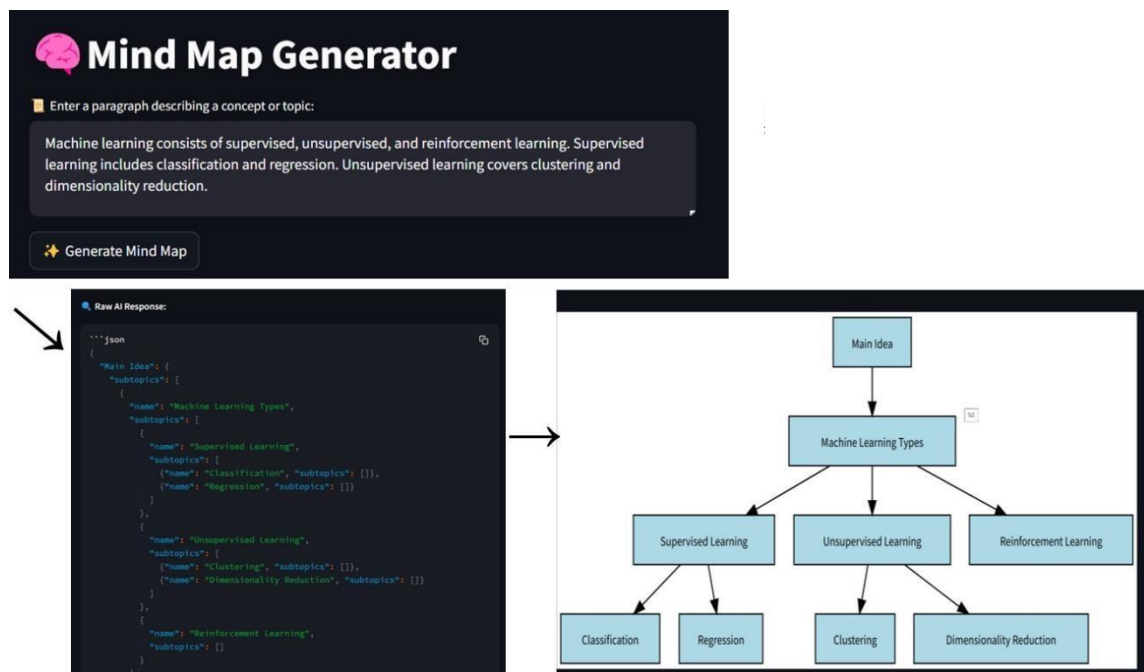 Mind Map Generator
Enter a paragraph describing a concept or topic:
Machine learning consists of supervised, unsupervised, and reinforcement learning. Supervised
learning includes classification and regression. Unsupervised learning covers clustering and
dimensionality reduction.
Generate Mind Map
Raw AI Response:
```json
{
"Main Idea": {
"subtopics": [
{
"name": "Machine Learning Types",
"subtopics": [
{
"name": "Supervised Learning",
"subtopics": [
{"name": "Classification", "subtopics": []},
{"name": "Regression", "subtopics": []}
]
},
{
"name": "Unsupervised Learning",
"subtopics": [
{"name": "Clustering", "subtopics": []},
{"name": "Dimensionality Reduction", "subtopics": []}
]
},
{
"name": "Reinforcement Learning",
"subtopics": []
}
]
Main Idea
Machine Learning Types
Supervised Learning
Unsupervised Learning
Reinforcement Learning
Classification
Regression
Clustering
Dimensionality Reduction